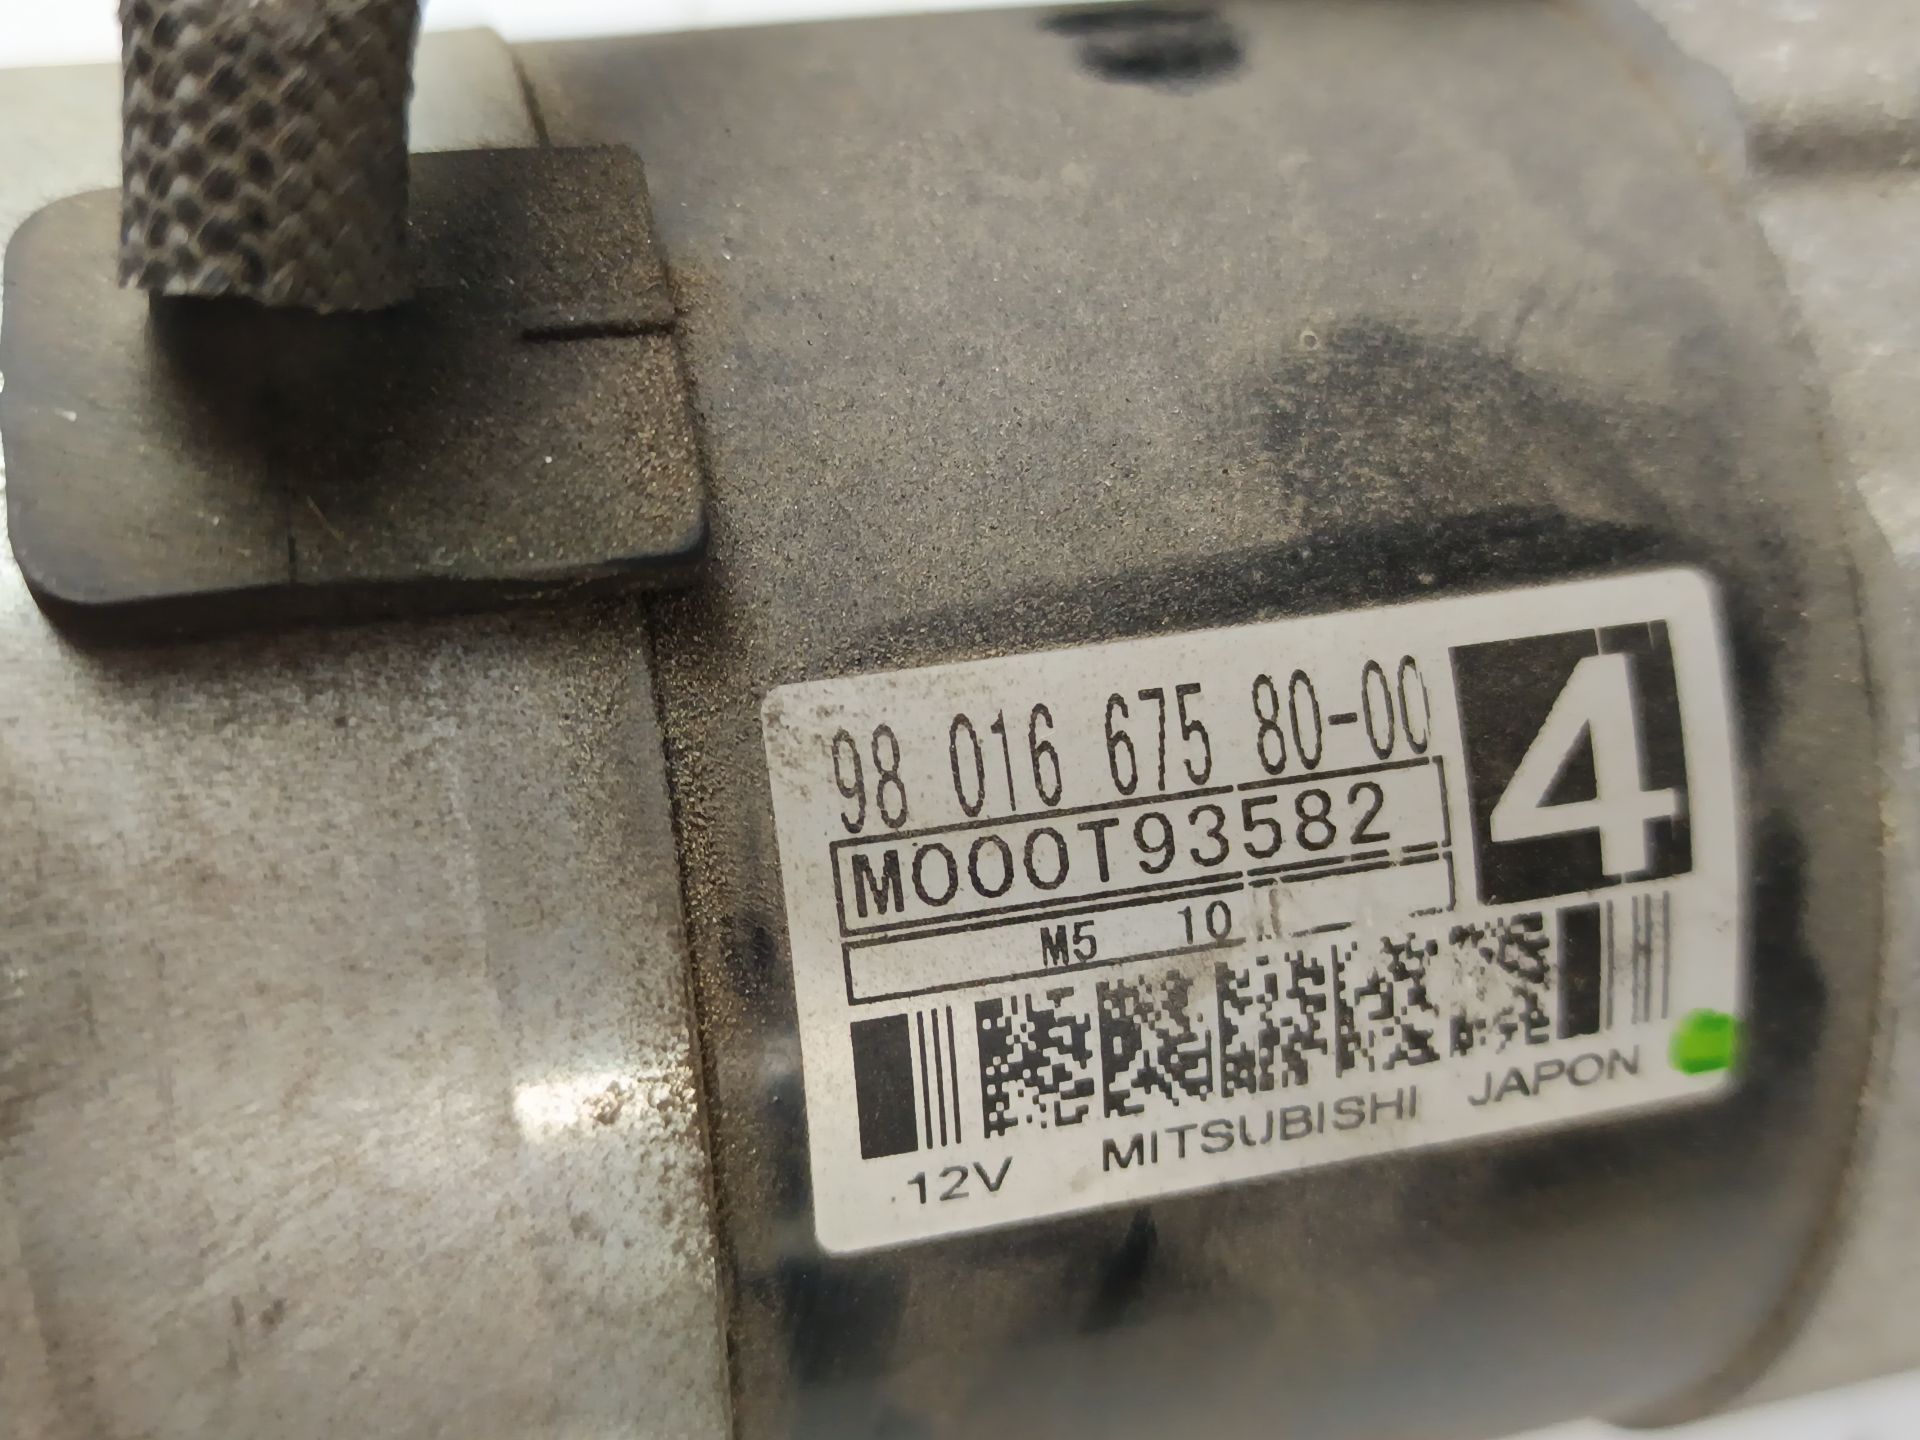 98 016 675 80-00
4
M000T93582
M5 10
12V MITSUBISHI JAPON